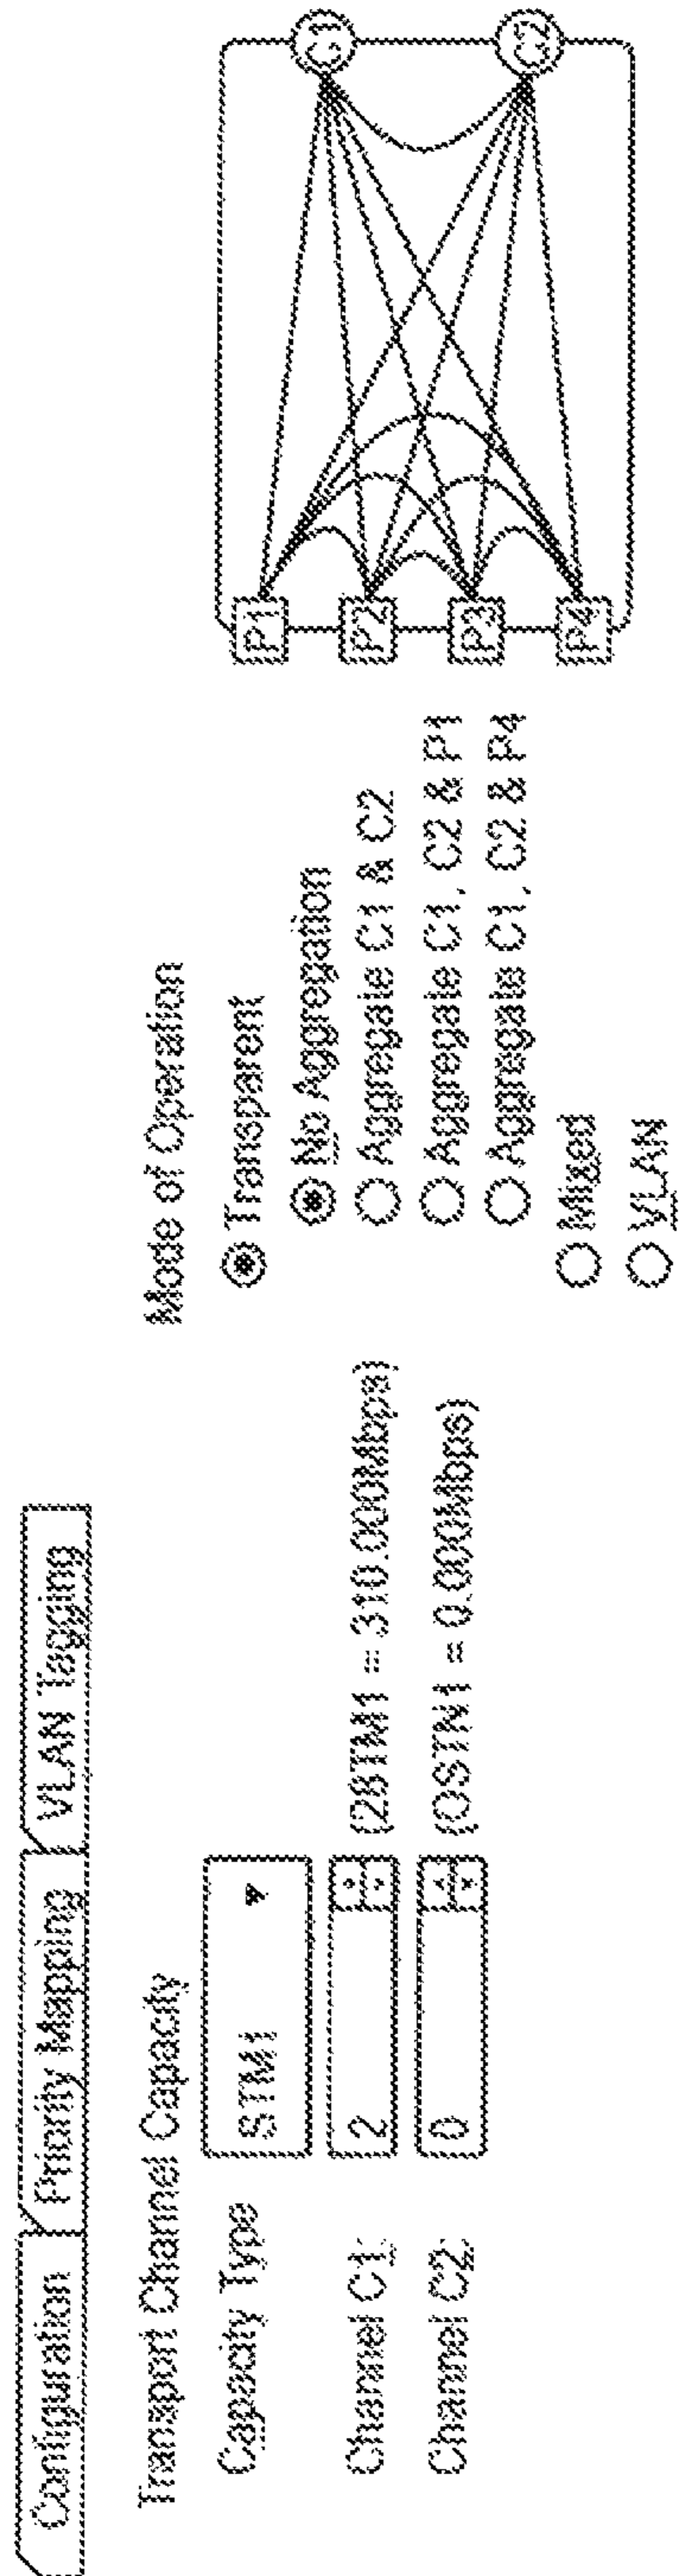 Configuration Priority Mapping VLAN Tagging
Transport Channel Capacity
Capacity Type STM1
Channel C1: 2 (2STM1 = 310.000Mbps)
Channel C2: 0 (OSTN1 = 0.000Mbps)
Mode of Operation
Transparent
No Aggregation
Aggregate C1 & C2
Aggregate C1, C2 & P1
Aggregate C1, C2 & P4
Mixed
VLAN
P1
P2
P3
P4
C1
C2